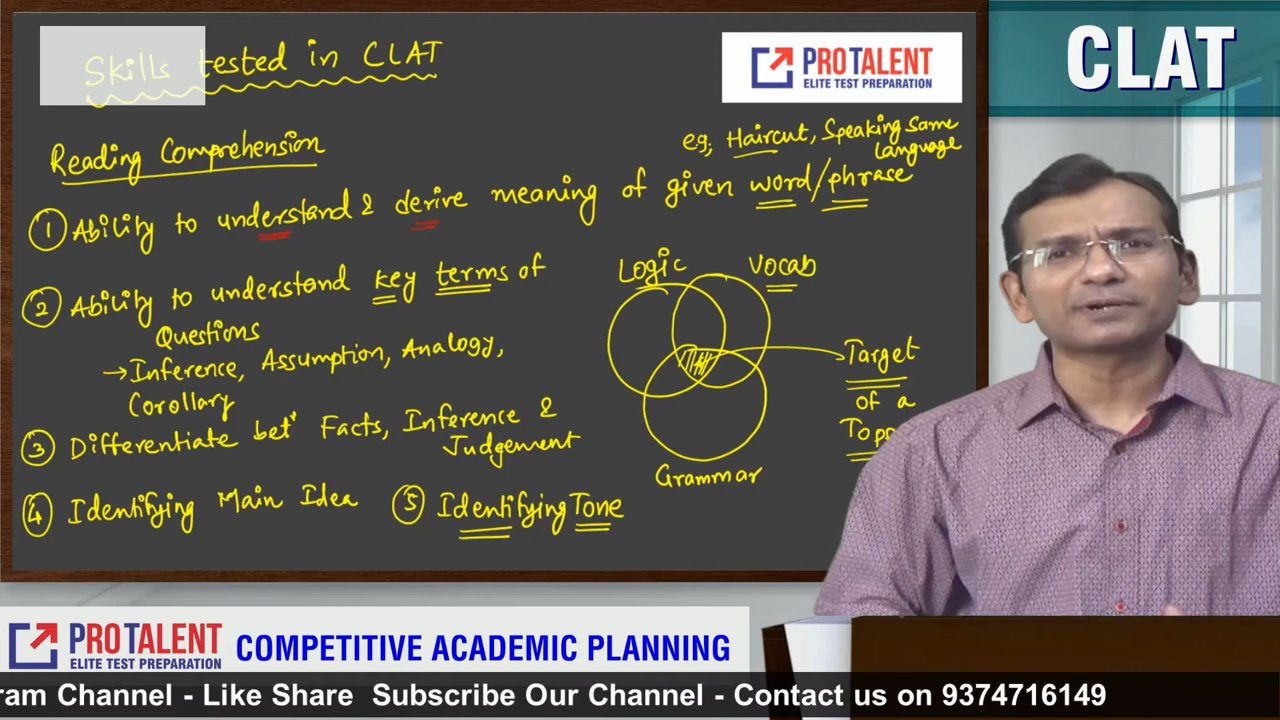 Skills tested in CLAT
PROTALENT
ELITE TEST PREPARATION
CLAT
Reading Comprehension
eg; Haircut, Speaking Same
language
① Ability to understand & derive meaning of given word/phrase
② Ability to understand key terms of
Questions
→ Inference, Assumption, Analogy,
Corollary
③ Differentiate betⁿ Facts, Inference &
Judgement
④ Identifying Main Idea
⑤ Identifying Tone
Logic
Vocab
Grammar
Target
of a
PROTALENT
ELITE TEST PREPARATION
COMPETITIVE ACADEMIC PLANNING
ram Channel - Like Share Subscribe Our Channel - Contact us on 9374716149